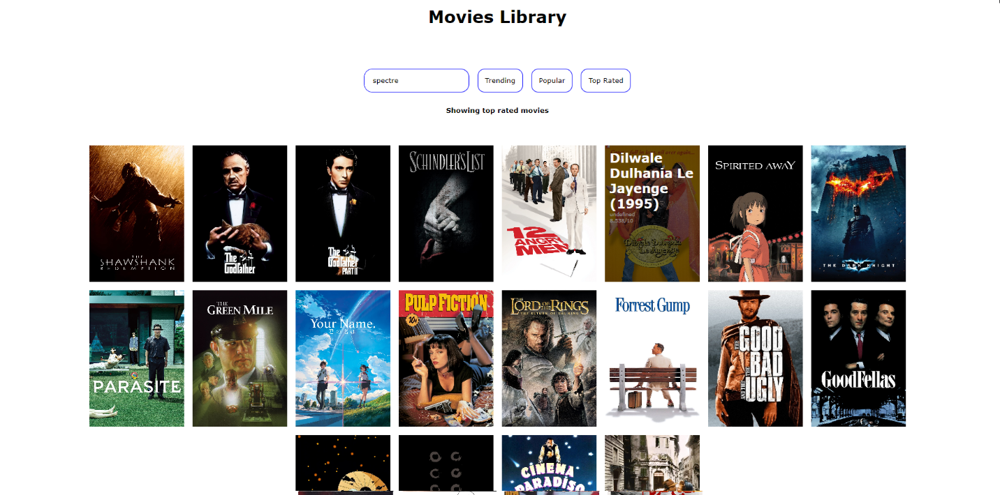 Movies Library
spectre
Trending
Popular
Top Rated
Showing top rated movies
THE
SHAWSHANK
REDEMPTION
The
Godfather
The
Godfather
PART II
SCHINDLER'S LIST
12
ANGRY
MEN
Dilwale
Dulhania Le
Jayenge
(1995)
undefined
8.538/10
Dilwale Dulhania
Le Jayenge
SPIRITED AWAY
THE DARK KNIGHT
PARASITE
THE
GREEN MILE
Your Name.
PULP FICTION
10¢
THE
LORD OF THE RINGS
THE RETURN OF THE KING
Forrest Gump
THE
GOOD
THE
BAD
AND THE
UGLY
GoodFellas
CINEMA
PARADISO